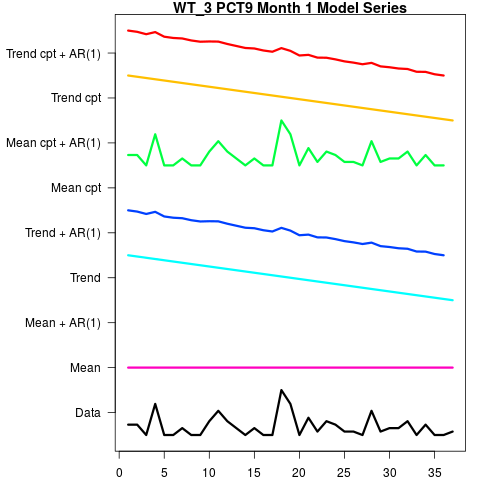 WT_3 PCT9 Month 1 Model Series
Trend cpt + AR(1)
Trend cpt
Mean cpt + AR(1)
Mean cpt
Trend + AR(1)
Trend
Mean + AR(1)
Mean
Data
0 5 10 15 20 25 30 35